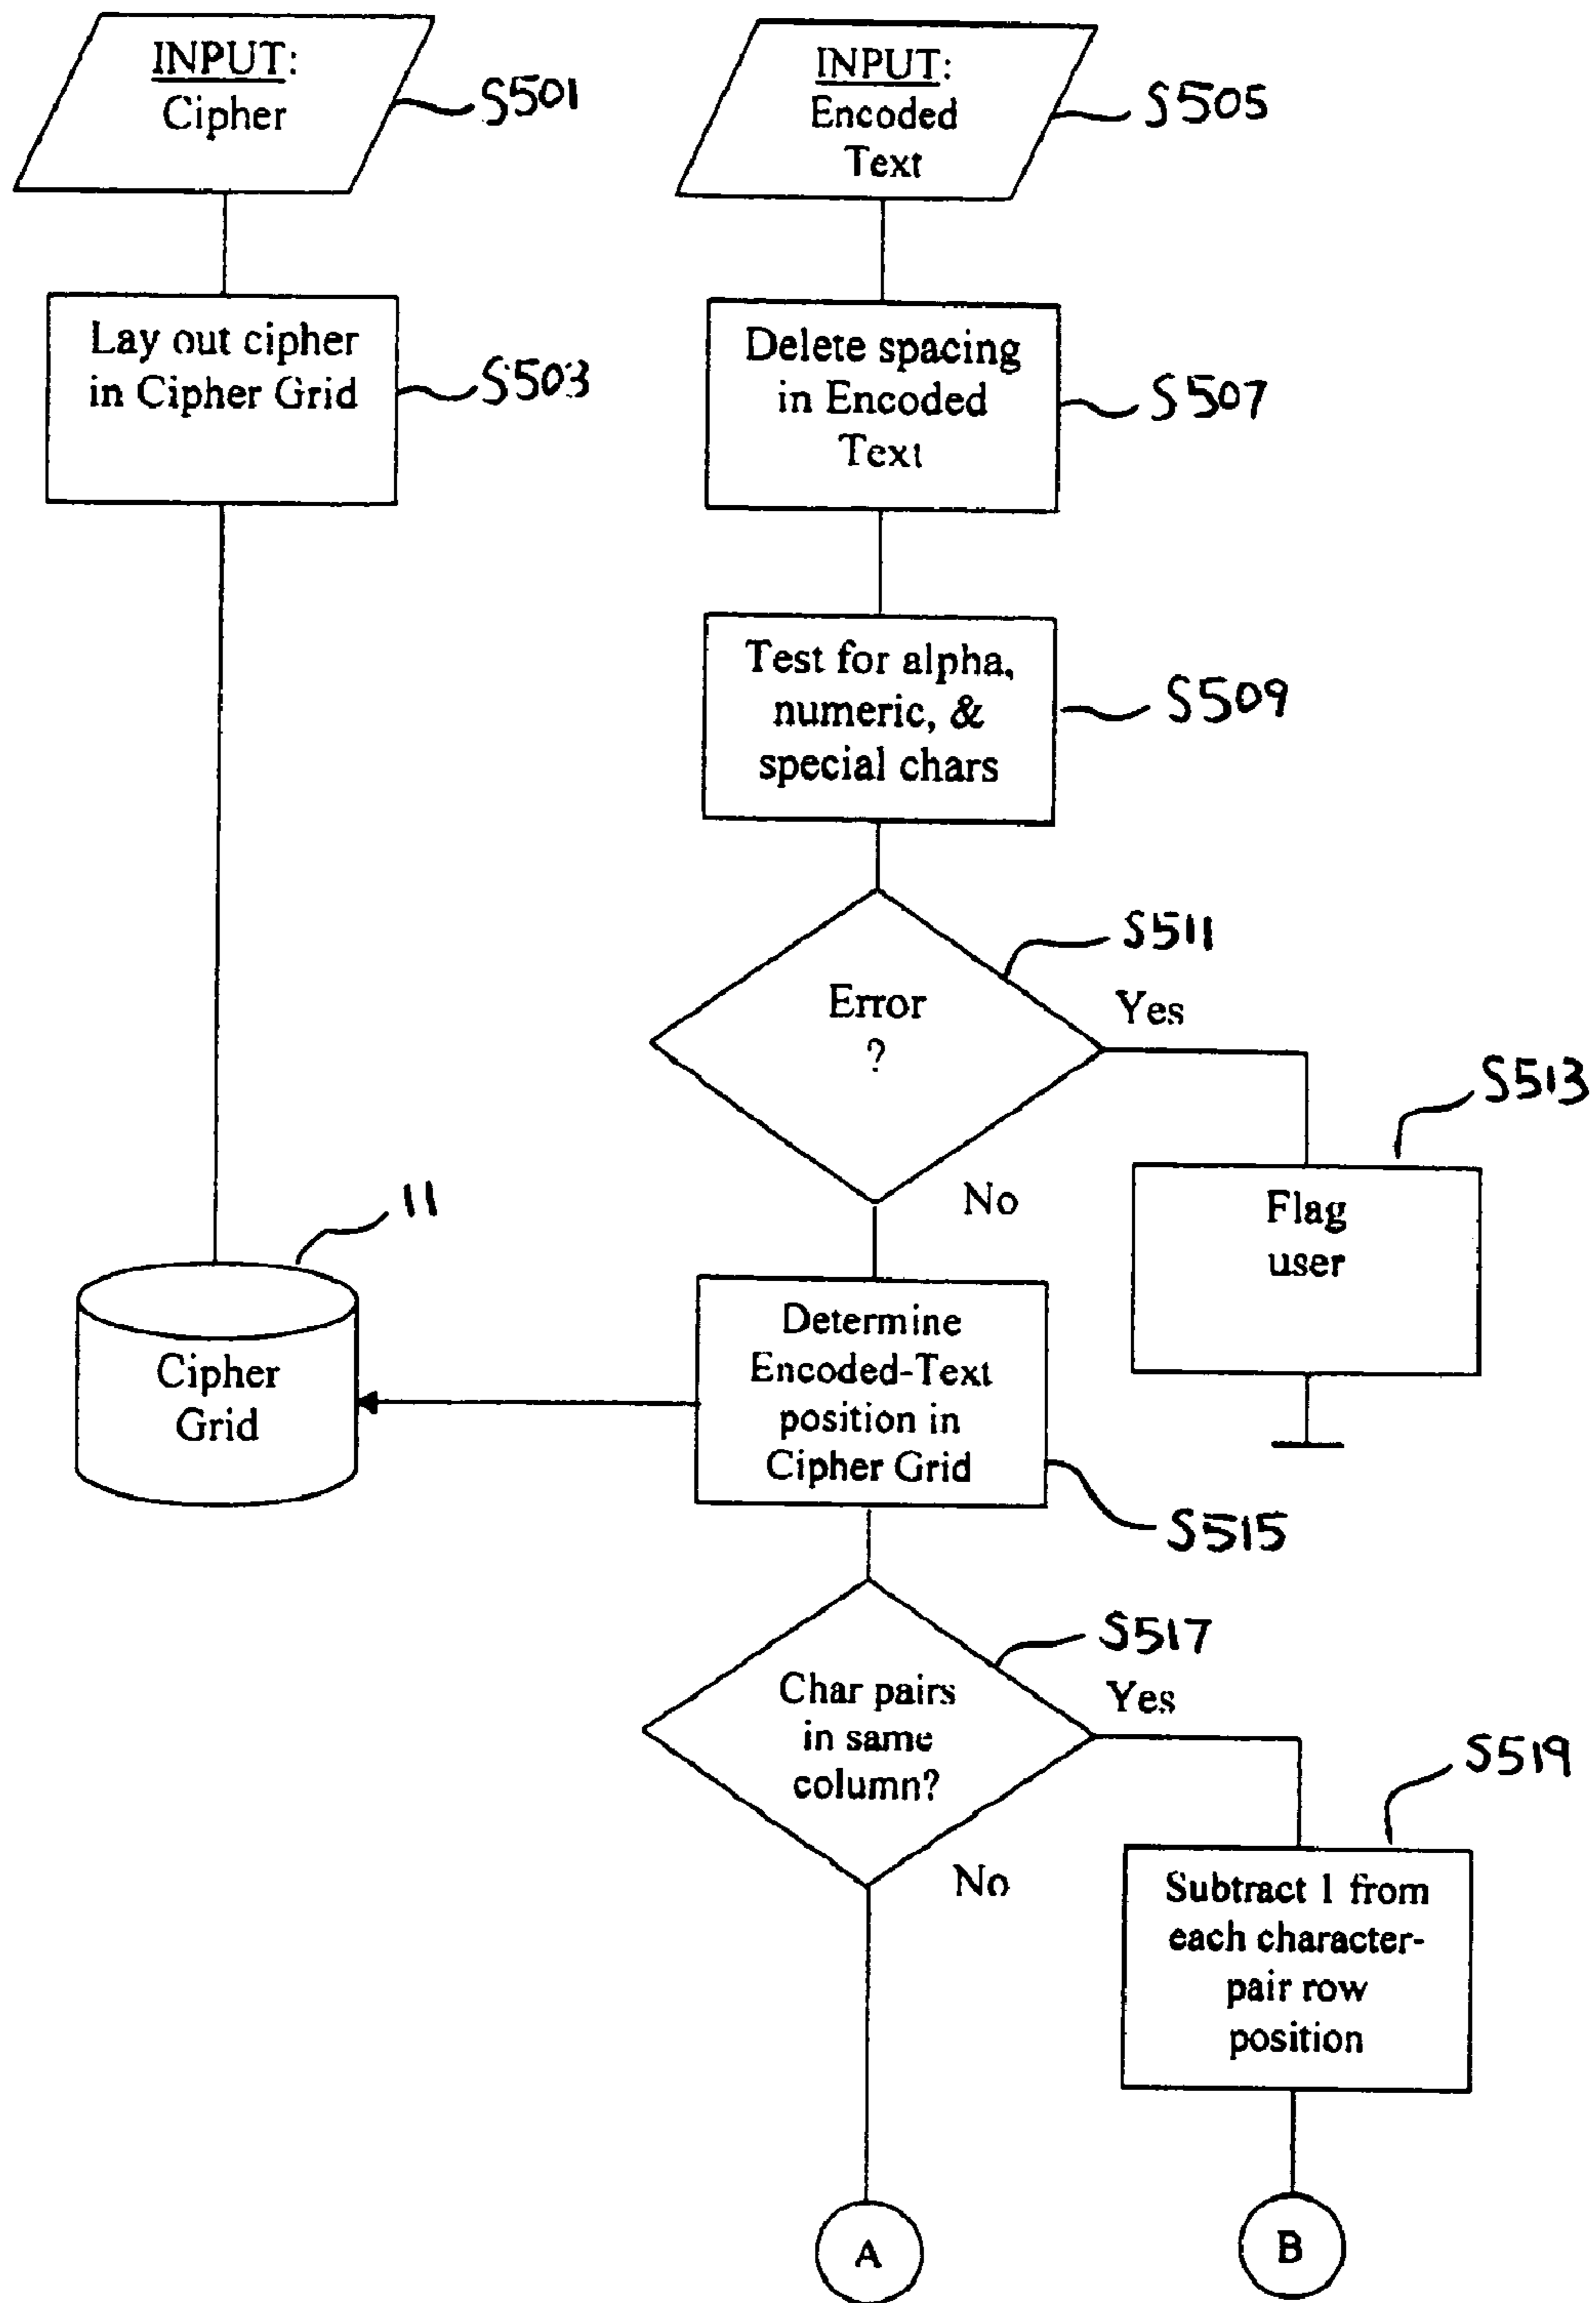 INPUT:
Cipher
S501
Lay out cipher
in Cipher Grid
S503
INPUT:
Encoded
Text
S505
Delete spacing
in Encoded
Text
S507
Test for alpha,
numeric, &
special chars
S509
Error
?
S511
Yes
No
Flag
user
S513
Cipher
Grid
11
Determine
Encoded-Text
position in
Cipher Grid
S515
Char pairs
in same
column?
S517
Yes
No
Subtract 1 from
each character-
pair row
position
S519
A
B